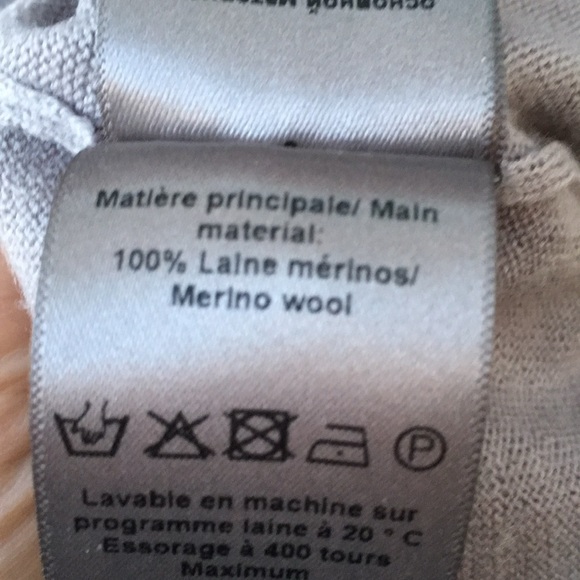 Matière principale/ Main
material:
100% Laine mérinos/
Merino wool
P
Lavable en machine sur
programme laine à 20 ° C
Essorage à 400 tours
Maximum